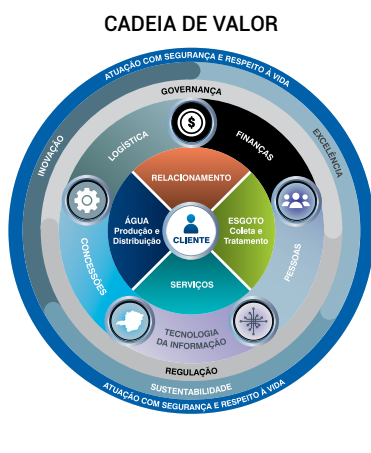 CADEIA DE VALOR
ATUAÇÃO COM SEGURANÇA E RESPEITO À VIDA
GOVERNANÇA
INOVAÇÃO
EXCELÊNCIA
LOGÍSTICA
$
FINANÇAS
RELACIONAMENTO
ÁGUA
Produção e
Distribuição
CLIENTE
ESGOTO
Coleta e
Tratamento
CONCESSÕES
PESSOAS
SERVIÇOS
TECNOLOGIA
DA INFORMAÇÃO
REGULAÇÃO
SUSTENTABILIDADE
ATUAÇÃO COM SEGURANÇA E RESPEITO À VIDA